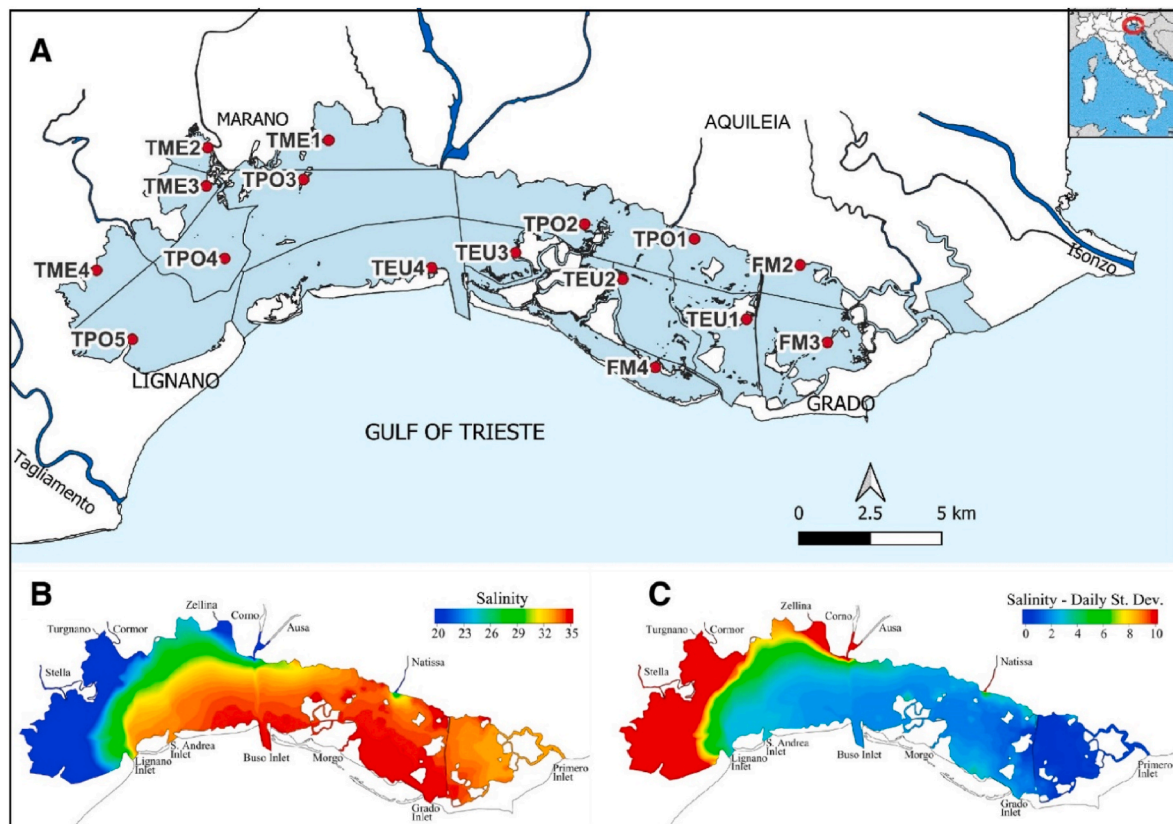 A
MARANO
AQUILEIA
TME2
TME1
TME3
TPO3
TPO2
TPO1
TPO4
TME4
TEU3
TEU4
TEU2
FM2
Isonzo
TEU1
TPO5
FM3
FM4
LIGNANO
GRADO
GULF OF TRIESTE
Tagliamento
0 2.5 5 km
B
Salinity
20 23 26 29 32 35
Zellina
Corno
Turgnano
Cormor
Ausa
Stella
Natissa
S. Andrea
Inlet
Lignano
Inlet
Buso Inlet
Morgo
Primero
Inlet
Grado
Inlet
C
Salinity - Daily St. Dev.
0 2 4 6 8 10
Zellina
Corno
Turgnano
Cormor
Ausa
Stella
Natissa
S. Andrea
Inlet
Lignano
Inlet
Buso Inlet
Morgo
Primero
Inlet
Grado
Inlet